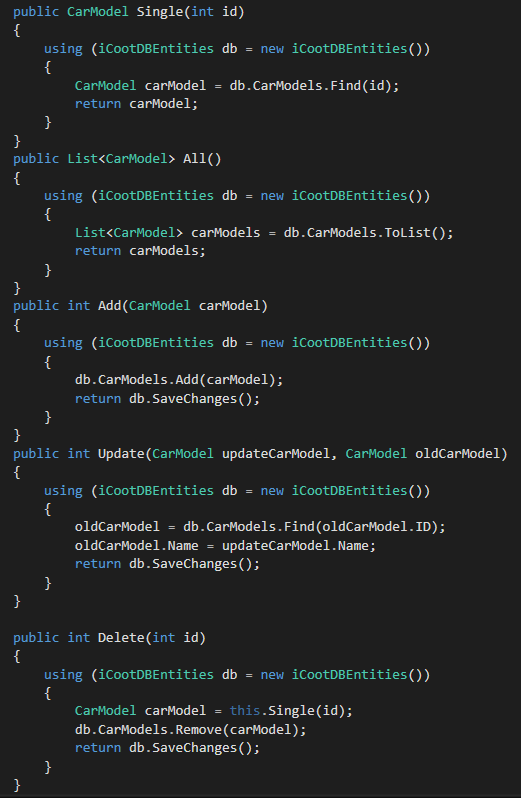 public CarModel Single(int id)
{
    using (iCootDBEntities db = new iCootDBEntities())
    {
        CarModel carModel = db.CarModels.Find(id);
        return carModel;
    }
}
public List<CarModel> All()
{
    using (iCootDBEntities db = new iCootDBEntities())
    {
        List<CarModel> carModels = db.CarModels.ToList();
        return carModels;
    }
}
public int Add(CarModel carModel)
{
    using (iCootDBEntities db = new iCootDBEntities())
    {
        db.CarModels.Add(carModel);
        return db.SaveChanges();
    }
}
public int Update(CarModel updateCarModel, CarModel oldCarModel)
{
    using (iCootDBEntities db = new iCootDBEntities())
    {
        oldCarModel = db.CarModels.Find(oldCarModel.ID);
        oldCarModel.Name = updateCarModel.Name;
        return db.SaveChanges();
    }
}

public int Delete(int id)
{
    using (iCootDBEntities db = new iCootDBEntities())
    {
        CarModel carModel = this.Single(id);
        db.CarModels.Remove(carModel);
        return db.SaveChanges();
    }
}